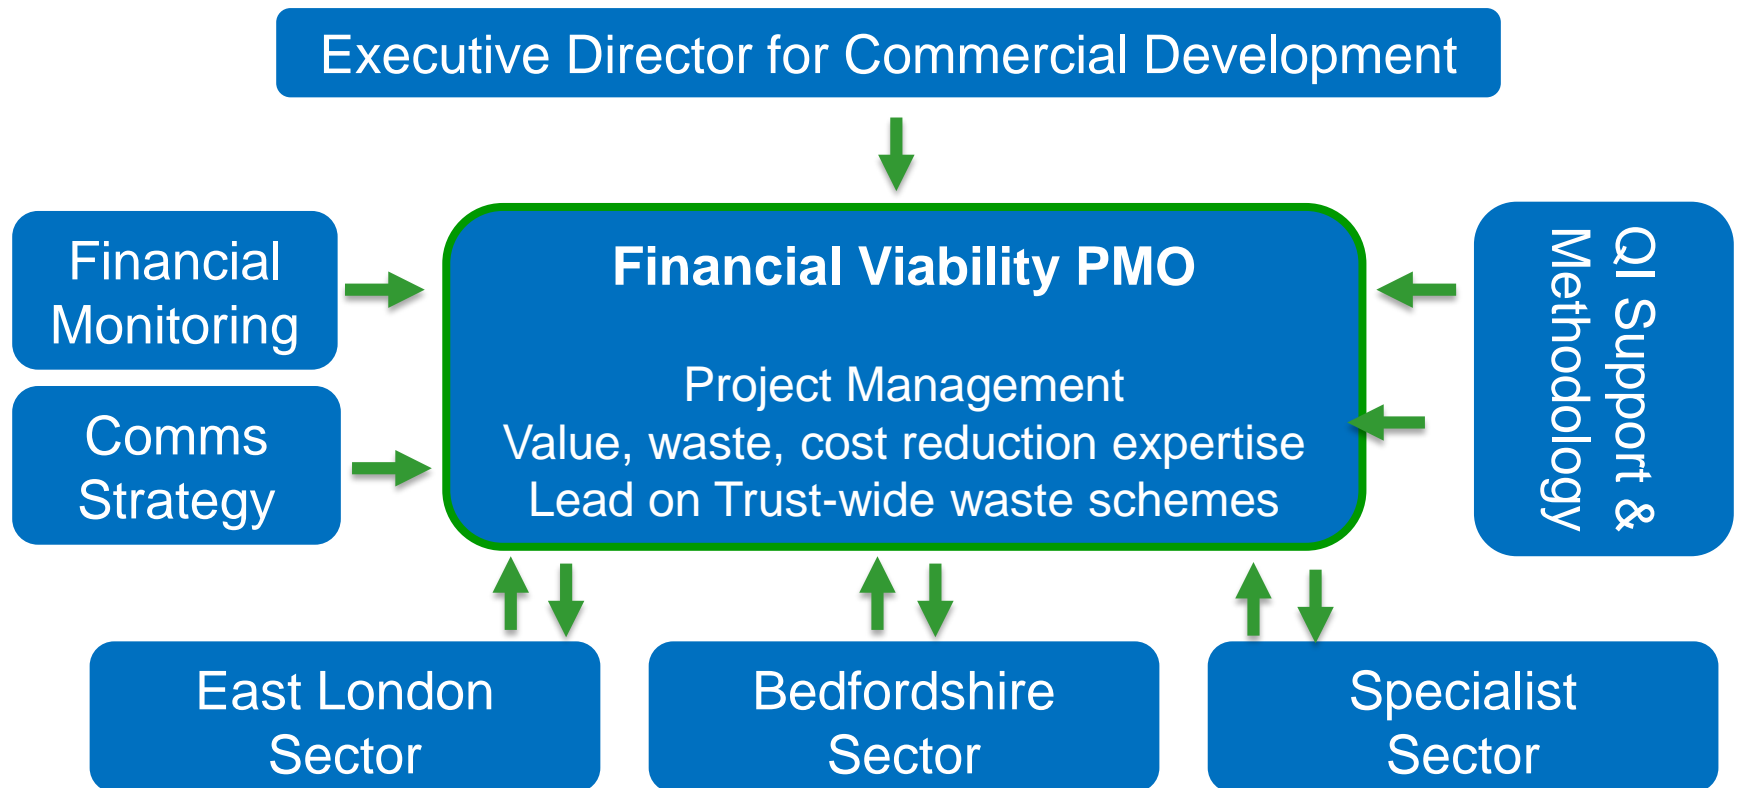 Executive Director for Commercial Development
Financial
Monitoring
Comms
Strategy
Financial Viability PMO
Project Management
Value, waste, cost reduction expertise
Lead on Trust-wide waste schemes
QI Support &
Methodology
East London
Sector
Bedfordshire
Sector
Specialist
Sector